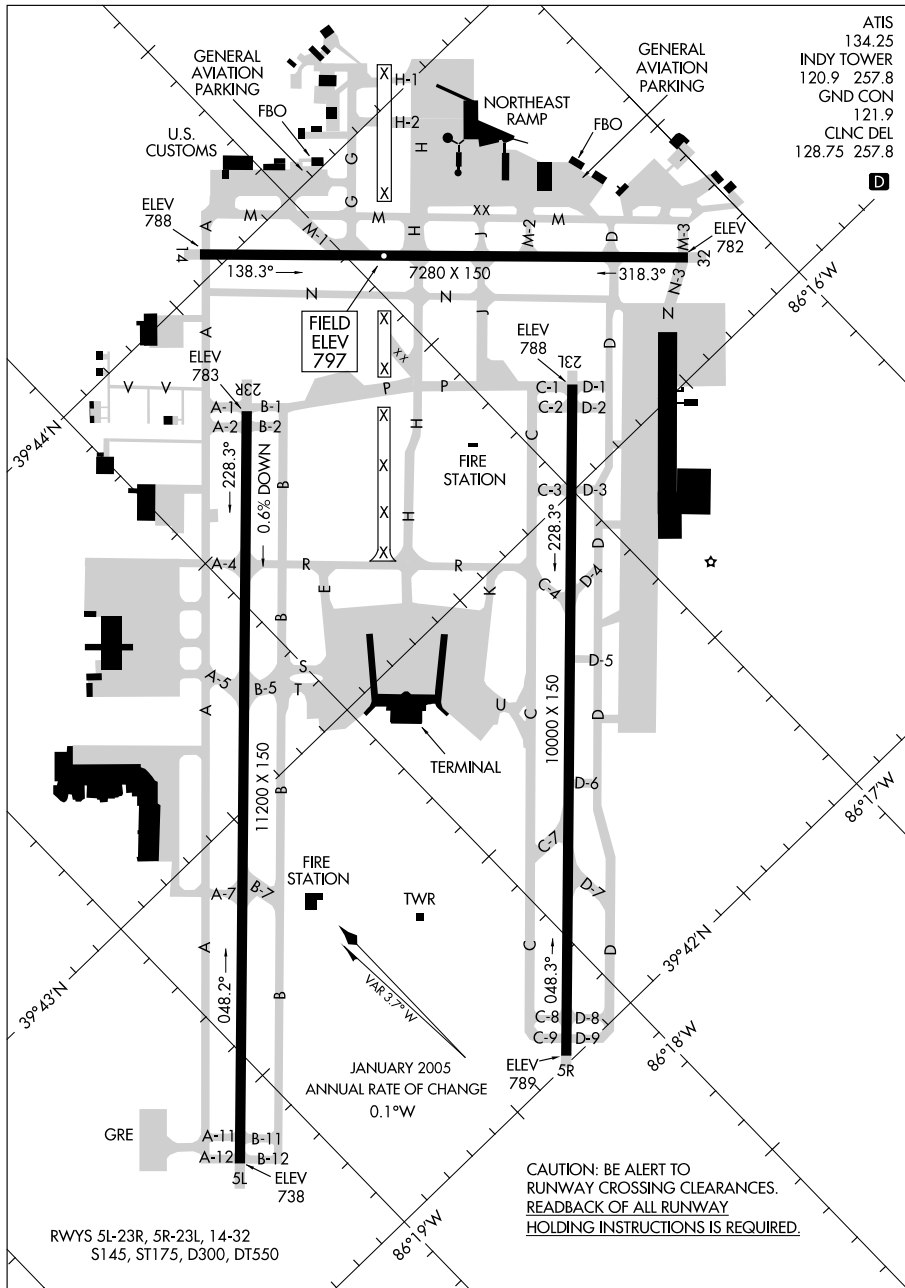 ATIS
134.25
INDY TOWER
120.9 257.8
GND CON
121.9
CLNC DEL
128.75 257.8
D
GENERAL
AVIATION
PARKING
FBO
U.S.
CUSTOMS
H-1
H-2
X
X
H
G
G
NORTHEAST
RAMP
GENERAL
AVIATION
PARKING
FBO
ELEV
788
A
M
M-1
M
H
XX
J
M-2
M
D
M-3
ELEV
782
14
32
138.3°
7280 X 150
318.3°
N-3
86°16'W
A
N
N
J
N
D
FIELD
ELEV
797
X
X
XX
ELEV
783
23R
ELEV
788
23L
V
V
P
P
A-1
B-1
A-2
B-2
C-1
D-1
C-2
D-2
39°44'N
228.3°
0.6% DOWN
B
X
X
X
X
H
H
FIRE
STATION
C
C-3
D-3
228.3°
D
A-4
R
R
E
K
C-4
D-4
B
A-5
B-5
S
T
A
U
C
D-5
D
TERMINAL
11200 X 150
10000 X 150
B
D-6
86°17'W
C-7
D-7
A-7
B-7
FIRE
STATION
TWR
A
048.2°
B
C
048.3°
D
39°42'N
39°43'N
VAR 3.7° W
C-8
D-8
C-9
D-9
86°18'W
ELEV
789
5R
JANUARY 2005
ANNUAL RATE OF CHANGE
0.1°W
GRE
A-11
B-11
A-12
B-12
5L
ELEV
738
86°19'W
CAUTION: BE ALERT TO
RUNWAY CROSSING CLEARANCES.
READBACK OF ALL RUNWAY
HOLDING INSTRUCTIONS IS REQUIRED.
RWYS 5L-23R, 5R-23L, 14-32
S145, ST175, D300, DT550